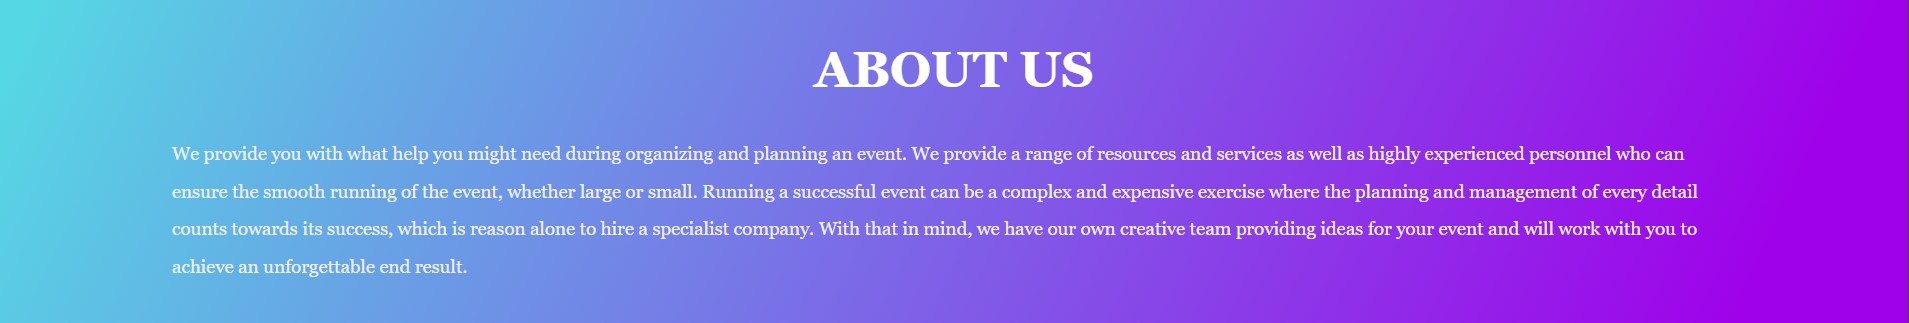 ABOUT US
We provide you with what help you might need during organizing and planning an event. We provide a range of resources and services as well as highly experienced personnel who can
ensure the smooth running of the event, whether large or small. Running a successful event can be a complex and expensive exercise where the planning and management of every detail
counts towards its success, which is reason alone to hire a specialist company. With that in mind, we have our own creative team providing ideas for your event and will work with you to
achieve an unforgettable end result.